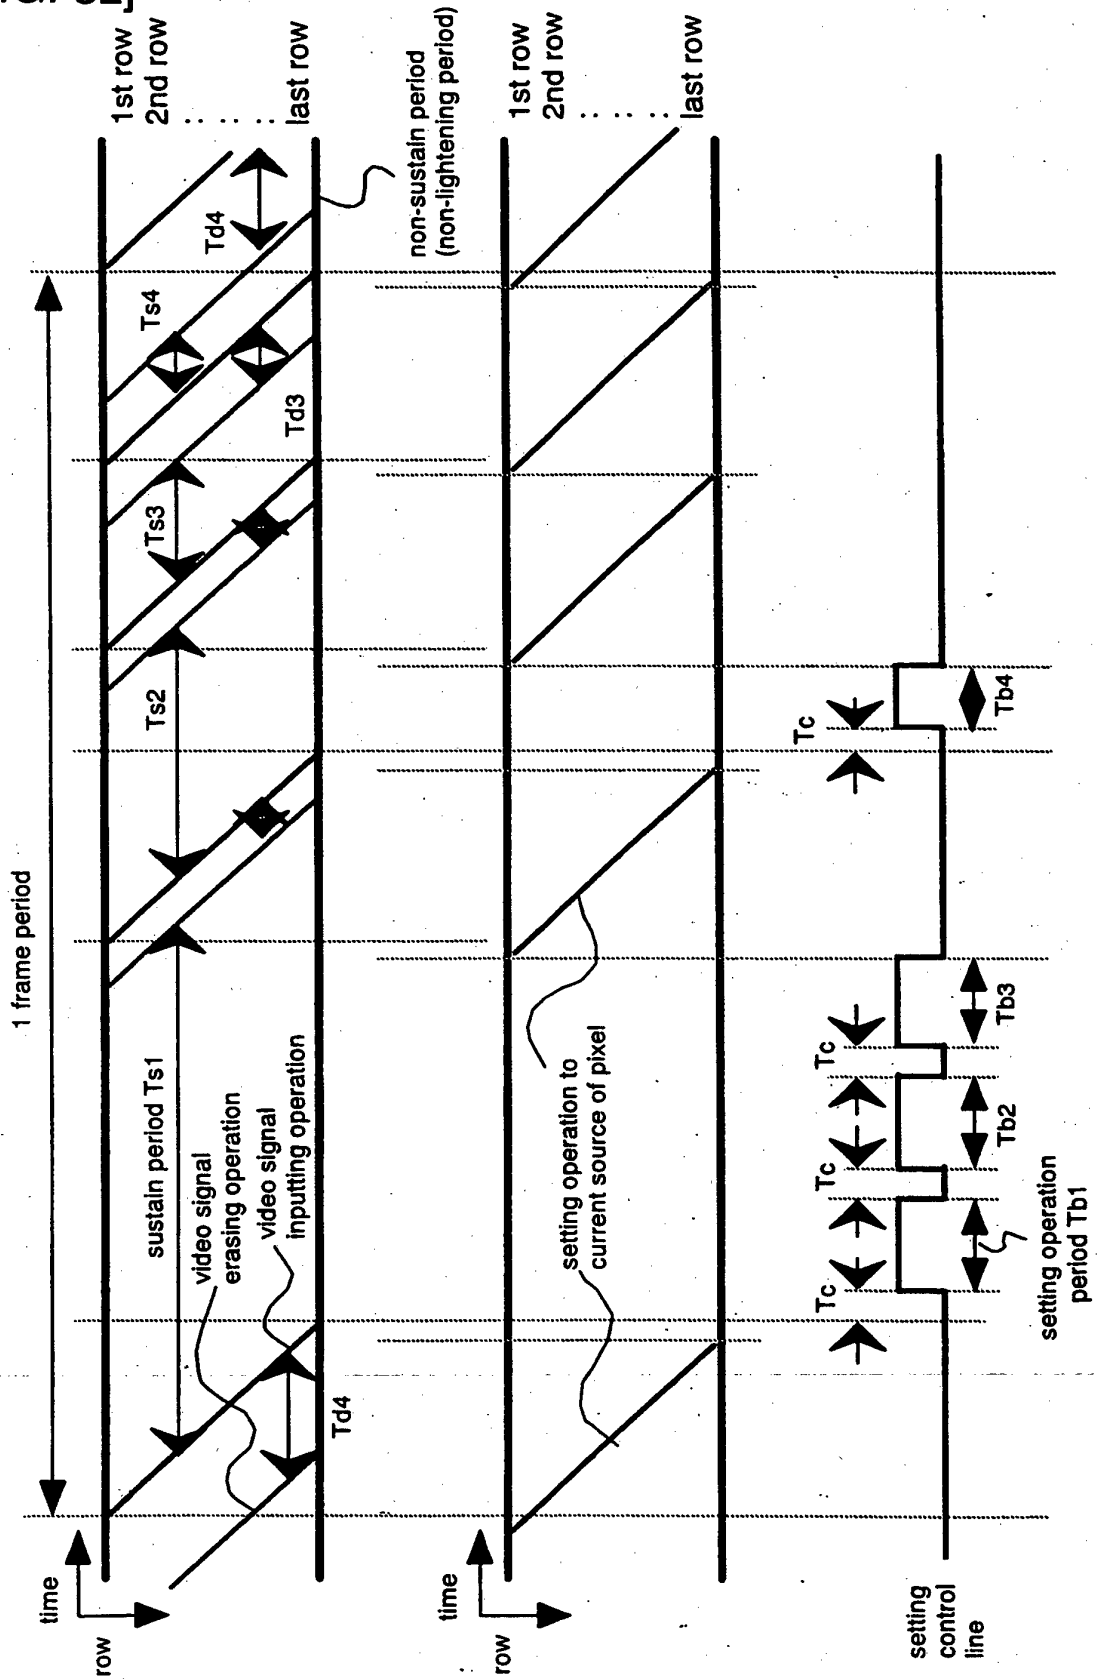 1 frame period
time
row
sustain period Ts1
Ts2
Ts3
Ts4
Td3
Td4
Td4
video signal
erasing operation
video signal
inputting operation
1st row
2nd row
last row
non-sustain period
(non-lightening period)
time
row
setting operation to
current source of pixel
1st row
2nd row
last row
setting
control
line
Tc
Tc
Tc
Tc
setting operation
period Tb1
Tb2
Tb3
Tb4